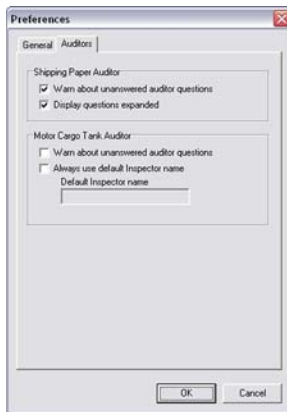 Preferences
General Auditors
Shipping Paper Auditor
Warn about unanswered auditor questions
Display questions expanded
Motor Cargo Tank Auditor
Warn about unanswered auditor questions
Always use default Inspector name
Default Inspector name
OK Cancel